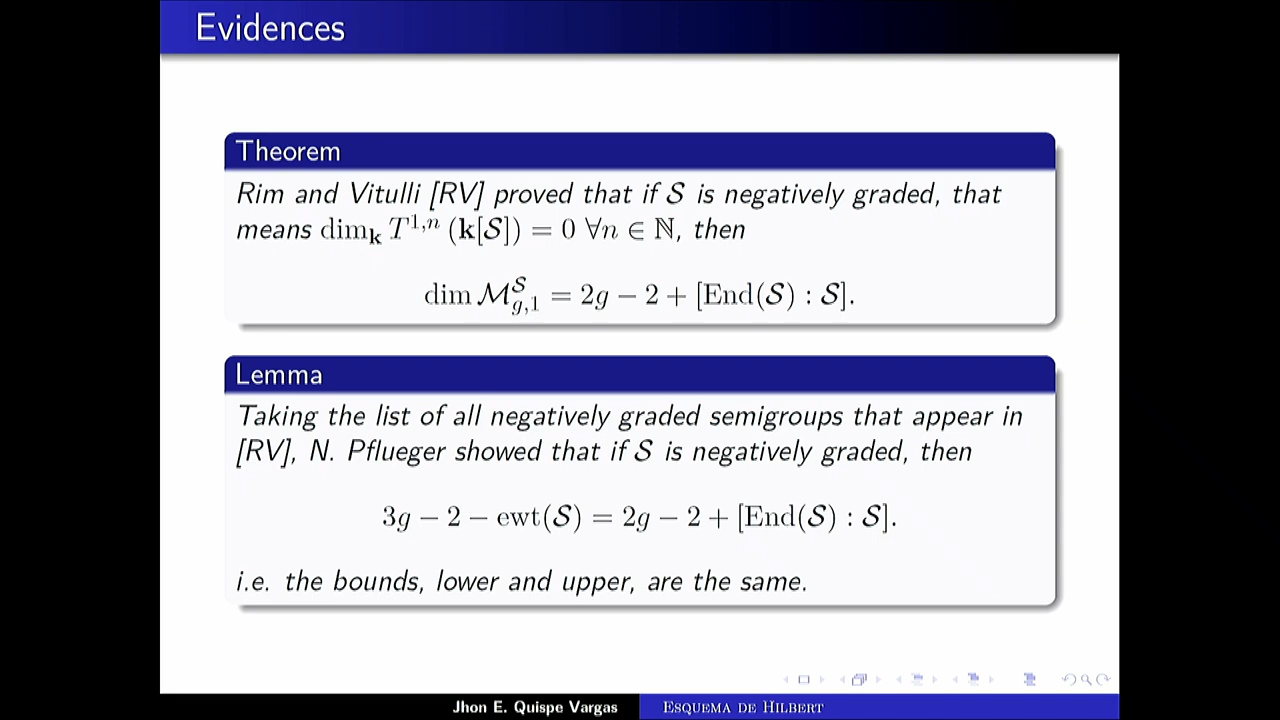 Evidences
Theorem
Rim and Vitulli [RV] proved that if 𝒮 is negatively graded, that
means dim_𝐤 T^{1,n} (𝐤[𝒮]) = 0 ∀n ∈ ℕ, then
dim ℳ^𝒮_{g,1} = 2g − 2 + [End(𝒮) : 𝒮].
Lemma
Taking the list of all negatively graded semigroups that appear in
[RV], N. Pflueger showed that if 𝒮 is negatively graded, then
3g − 2 − ewt(𝒮) = 2g − 2 + [End(𝒮) : 𝒮].
i.e. the bounds, lower and upper, are the same.
Jhon E. Quispe Vargas
Esquema de Hilbert